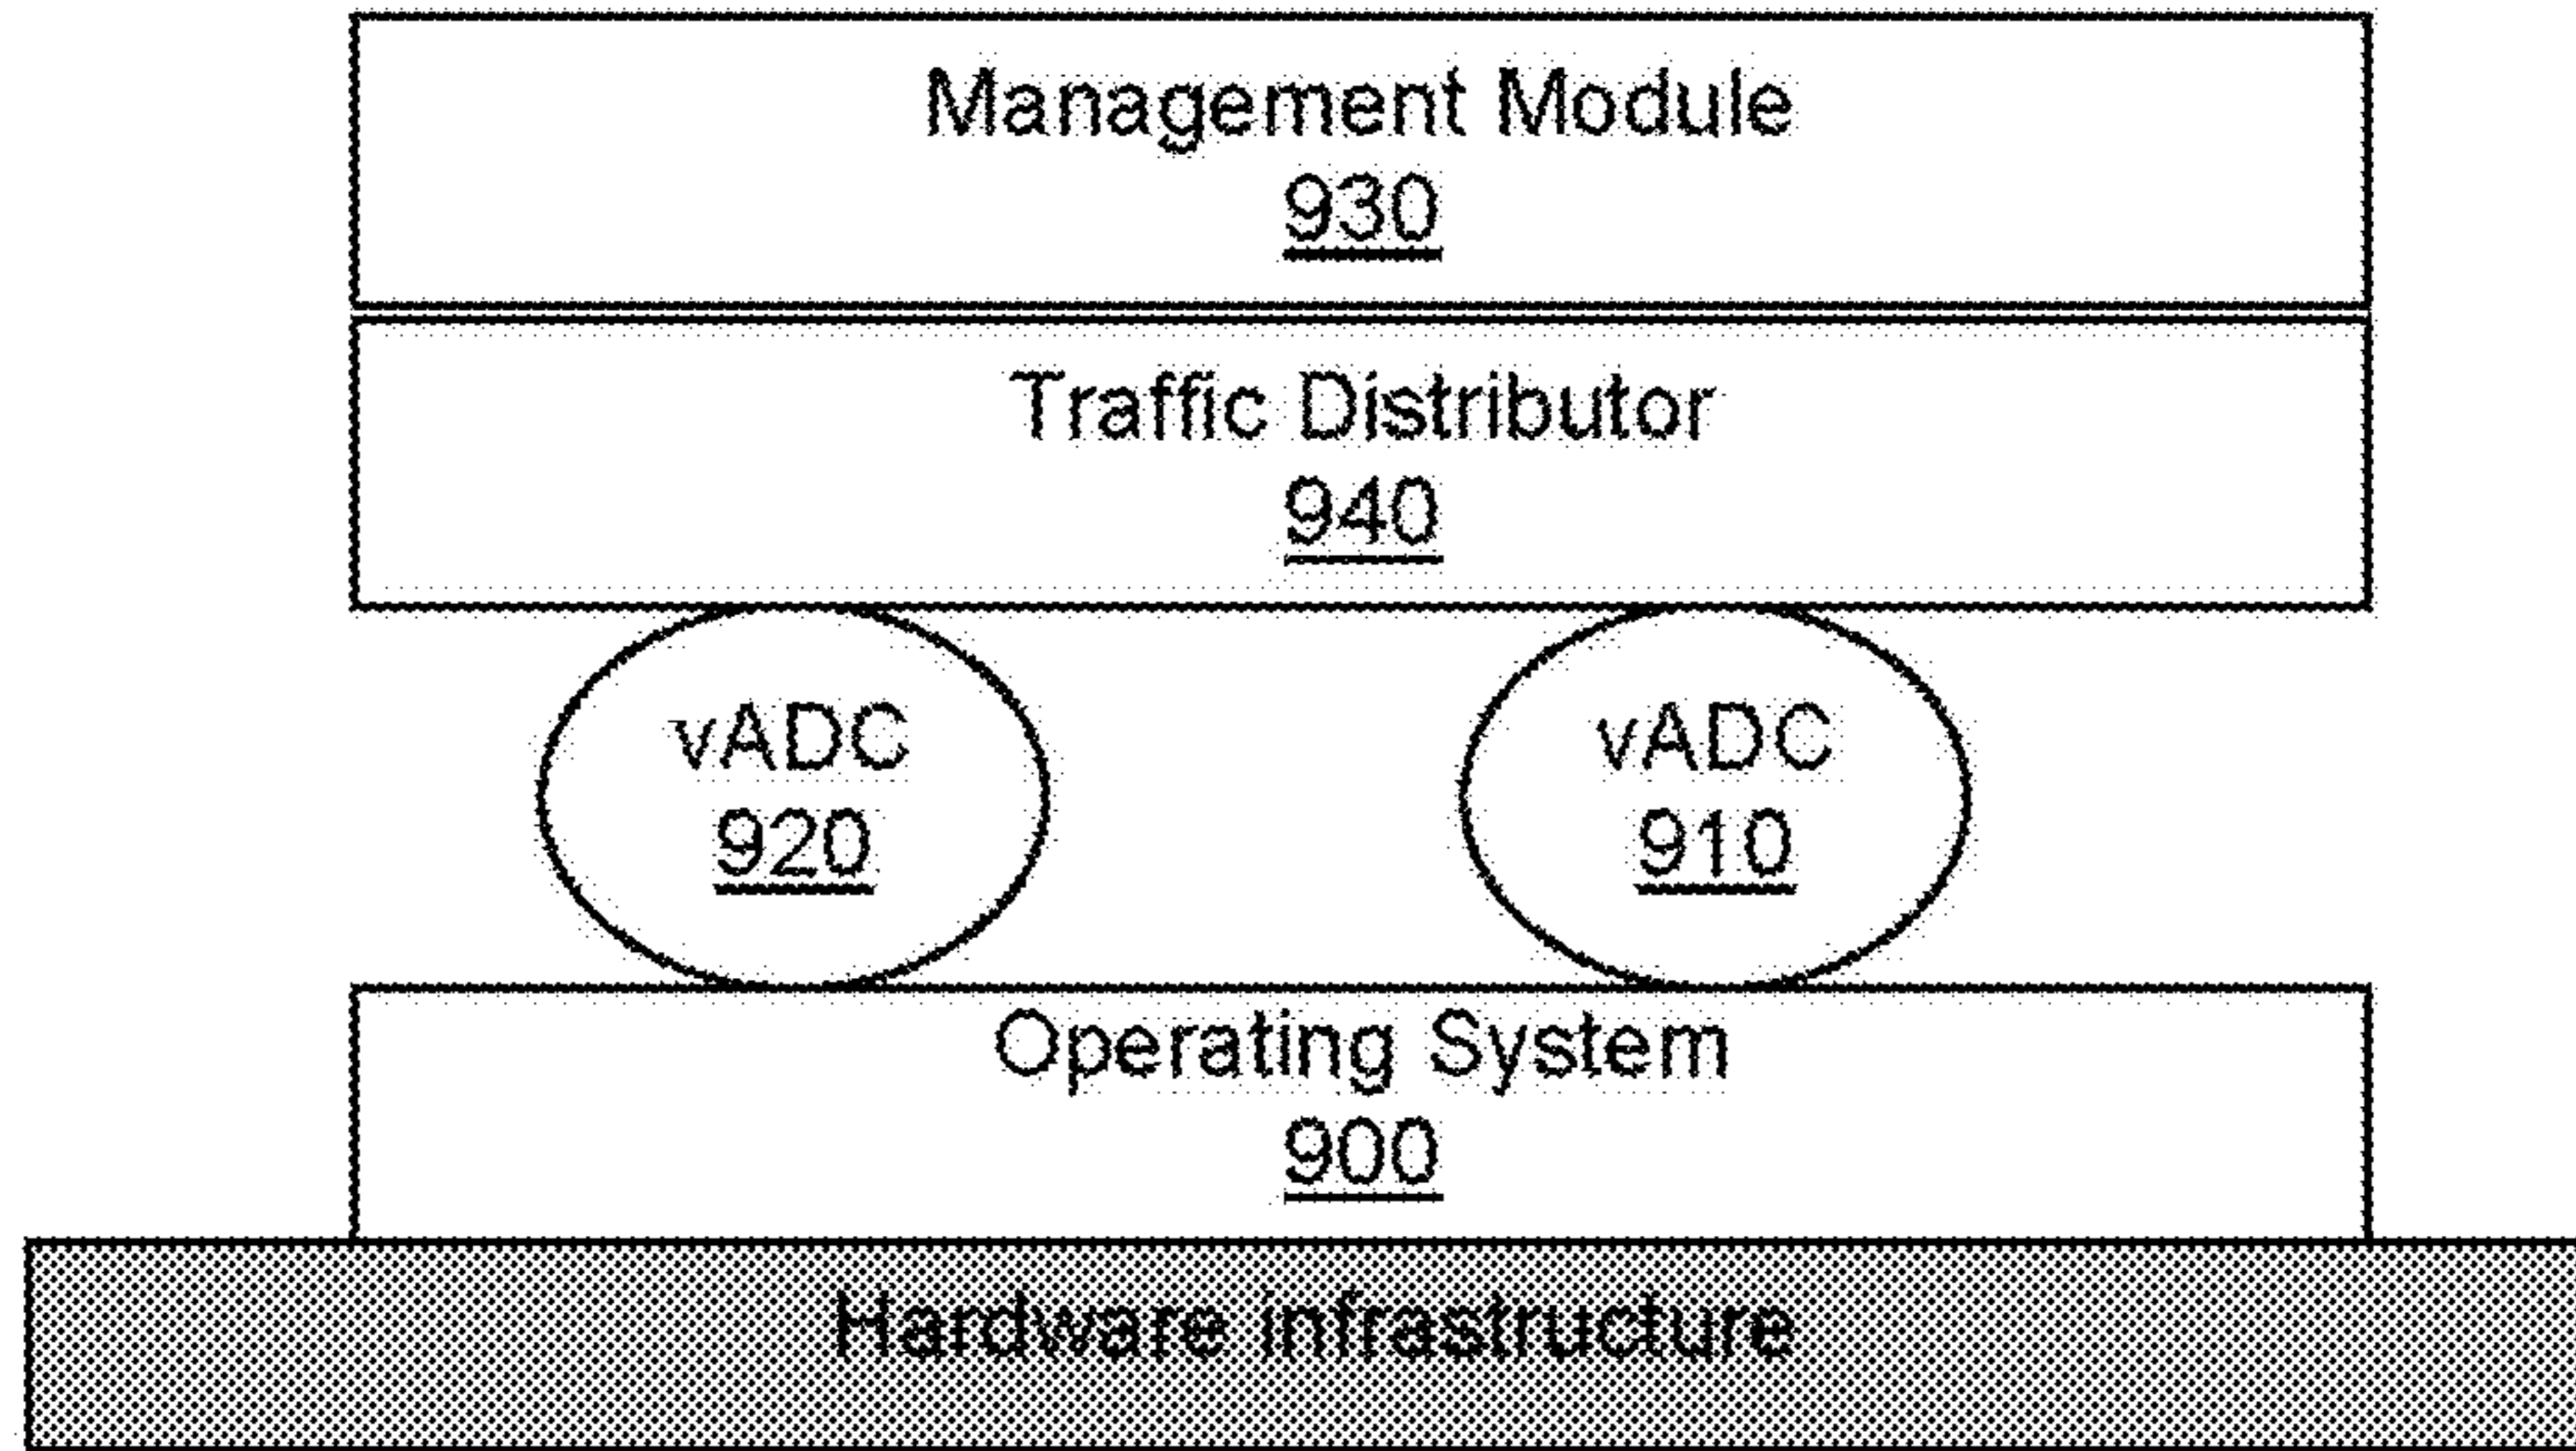 Management Module
930
Traffic Distributor
940
vADC
920
vADC
910
Operating System
900
Hardware infrastructure